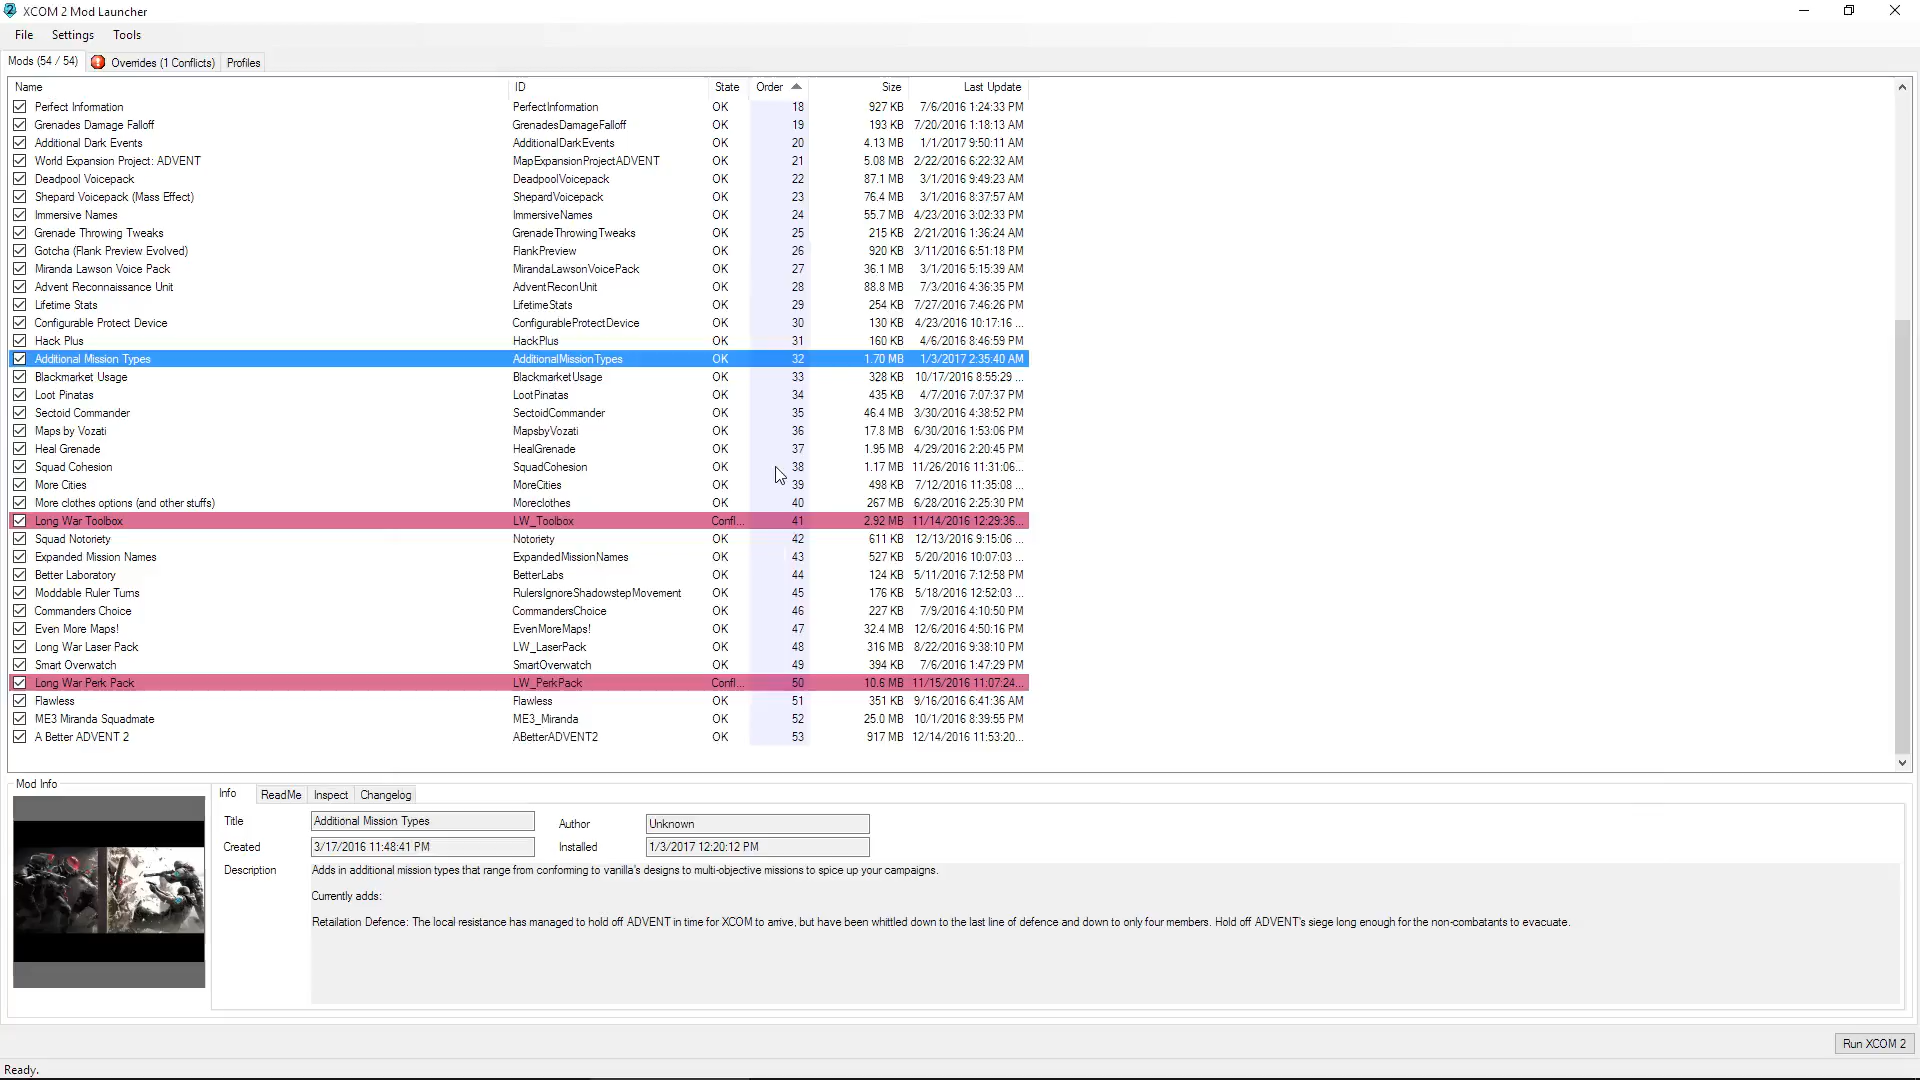 XCOM 2 Mod Launcher
File Settings Tools
Mods (54 / 54) Overrides (1 Conflicts) Profiles
Name ID State Order Size Last Update
Perfect Information PerfectInformation OK 18 927 KB 7/6/2016 1:24:33 PM
Grenades Damage Falloff GrenadesDamageFalloff OK 19 193 KB 7/20/2016 1:18:13 AM
Additional Dark Events AdditionalDarkEvents OK 20 4.13 MB 1/1/2017 9:50:11 AM
World Expansion Project: ADVENT MapExpansionProjectADVENT OK 21 5.08 MB 2/22/2016 6:22:32 AM
Deadpool Voicepack DeadpoolVoicepack OK 22 87.1 MB 3/1/2016 9:49:23 AM
Shepard Voicepack (Mass Effect) ShepardVoicepack OK 23 76.4 MB 3/1/2016 8:37:57 AM
Immersive Names ImmersiveNames OK 24 55.7 MB 4/23/2016 3:02:33 PM
Grenade Throwing Tweaks GrenadeThrowingTweaks OK 25 215 KB 2/21/2016 1:36:24 AM
Gotcha (Flank Preview Evolved) FlankPreview OK 26 920 KB 3/11/2016 6:51:18 PM
Miranda Lawson Voice Pack MirandaLawsonVoicePack OK 27 36.1 MB 3/1/2016 5:15:39 AM
Advent Reconnaissance Unit AdventReconUnit OK 28 88.8 MB 7/3/2016 4:36:35 PM
Lifetime Stats LifetimeStats OK 29 254 KB 7/27/2016 7:46:26 PM
Configurable Protect Device ConfigurableProtectDevice OK 30 130 KB 4/23/2016 10:17:16 ...
Hack Plus HackPlus OK 31 160 KB 4/6/2016 8:46:59 PM
Additional Mission Types AdditionalMissionTypes OK 32 1.70 MB 1/3/2017 2:35:40 AM
Blackmarket Usage BlackmarketUsage OK 33 328 KB 10/17/2016 8:55:29 ...
Loot Pinatas LootPinatas OK 34 435 KB 4/7/2016 7:07:37 PM
Sectoid Commander SectoidCommander OK 35 46.4 MB 3/30/2016 4:38:52 PM
Maps by Vozati MapsbyVozati OK 36 17.8 MB 6/30/2016 1:53:06 PM
Heal Grenade HealGrenade OK 37 1.95 MB 4/29/2016 2:20:45 PM
Squad Cohesion SquadCohesion OK 38 1.17 MB 11/26/2016 11:31:06...
More Cities MoreCities OK 39 498 KB 7/12/2016 11:35:08 ...
More clothes options (and other stuffs) Moreclothes OK 40 267 MB 6/28/2016 2:25:30 PM
Long War Toolbox LW_Toolbox Confl... 41 2.92 MB 11/14/2016 12:29:36...
Squad Notoriety Notoriety OK 42 611 KB 12/13/2016 9:15:06 ...
Expanded Mission Names ExpandedMissionNames OK 43 527 KB 5/20/2016 10:07:03 ...
Better Laboratory BetterLabs OK 44 124 KB 5/11/2016 7:12:58 PM
Moddable Ruler Turns RulersIgnoreShadowstepMovement OK 45 176 KB 5/18/2016 12:52:03 ...
Commanders Choice CommandersChoice OK 46 227 KB 7/9/2016 4:10:50 PM
Even More Maps! EvenMoreMaps! OK 47 32.4 MB 12/6/2016 4:50:16 PM
Long War Laser Pack LW_LaserPack OK 48 316 MB 8/22/2016 9:38:10 PM
Smart Overwatch SmartOverwatch OK 49 394 KB 7/6/2016 1:47:29 PM
Long War Perk Pack LW_PerkPack Confl... 50 10.6 MB 11/15/2016 11:07:24...
Flawless Flawless OK 51 351 KB 9/16/2016 6:41:36 AM
ME3 Miranda Squadmate ME3_Miranda OK 52 25.0 MB 10/1/2016 8:39:55 PM
A Better ADVENT 2 ABetterADVENT2 OK 53 917 MB 12/14/2016 11:53:20...
Mod Info
Info ReadMe Inspect Changelog
Title Additional Mission Types Author Unknown
Created 3/17/2016 11:48:41 PM Installed 1/3/2017 12:20:12 PM
Description Adds in additional mission types that range from conforming to vanilla's designs to multi-objective missions to spice up your campaigns.
Currently adds:
Retailation Defence: The local resistance has managed to hold off ADVENT in time for XCOM to arrive, but have been whittled down to the last line of defence and down to only four members. Hold off ADVENT's siege long enough for the non-combatants to evacuate.
Run XCOM 2
Ready.